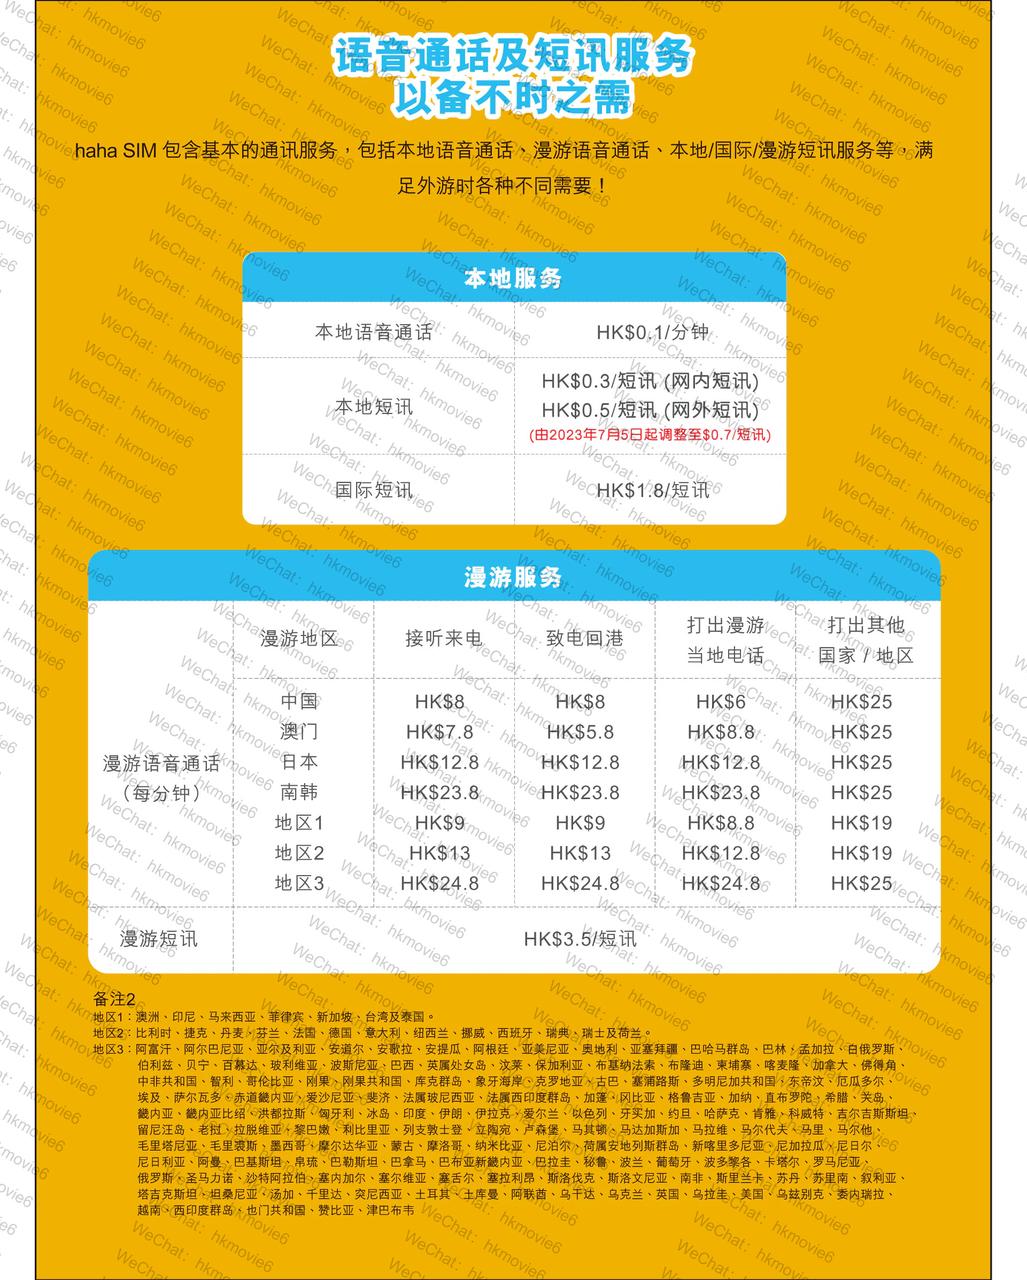 语音通话及短讯服务
以备不时之需
haha SIM 包含基本的通讯服务，包括本地语音通话、漫游语音通话、本地/国际/漫游短讯服务等，满
足外游时各种不同需要！
本地服务
本地语音通话 HK$0.1/分钟
本地短讯 HK$0.3/短讯 (网内短讯)
HK$0.5/短讯 (网外短讯)
(由2023年7月5日起调整至$0.7/短讯)
国际短讯 HK$1.8/短讯
漫游服务
漫游地区 接听来电 致电回港 打出漫游 当地电话 打出其他 国家 / 地区
漫游语音通话
（每分钟）
中国 HK$8 HK$8 HK$6 HK$25
澳门 HK$7.8 HK$5.8 HK$8.8 HK$25
日本 HK$12.8 HK$12.8 HK$12.8 HK$25
南韩 HK$23.8 HK$23.8 HK$23.8 HK$25
地区1 HK$9 HK$9 HK$8.8 HK$19
地区2 HK$13 HK$13 HK$12.8 HK$19
地区3 HK$24.8 HK$24.8 HK$24.8 HK$25
漫游短讯 HK$3.5/短讯
备注2
地区1：澳洲、印尼、马来西亚、菲律宾、新加坡、台湾及泰国。
地区2：比利时、捷克、丹麦、芬兰、法国、德国、意大利、纽西兰、挪威、西班牙、瑞典、瑞士及荷兰。
地区3：阿富汗、阿尔巴尼亚、亚尔及利亚、安道尔、安歌拉、安提瓜、阿根廷、亚美尼亚、奥地利、亚塞拜疆、巴哈马群岛、巴林、孟加拉、白俄罗斯、
伯利兹、贝宁、百慕达、玻利维亚、波斯尼亚、巴西、英属处女岛、汶莱、保加利亚、布基纳法索、布隆迪、柬埔寨、喀麦隆、加拿大、佛得角、
中非共和国、智利、哥伦比亚、刚果、刚果共和国、库克群岛、象牙海岸、克罗地亚、古巴、塞浦路斯、多明尼加共和国、东帝汶、厄瓜多尔、
埃及、萨尔瓦多、赤道畿内亚、爱沙尼亚、斐济、法属玻尼西亚、法属西印度群岛、加蓬、冈比亚、格鲁吉亚、加纳、直布罗陀、希腊、关岛、
畿内亚、畿内亚比绍、洪都拉斯、匈牙利、冰岛、印度、伊朗、伊拉克、爱尔兰、以色列、牙买加、约旦、哈萨克、肯雅、科威特、吉尔吉斯斯坦、
留尼汪岛、老挝、拉脱维亚、黎巴嫩、利比里亚、列支敦士登、立陶宛、卢森堡、马其顿、马达加斯加、马拉维、马尔代夫、马里、马尔他、
毛里塔尼亚、毛里裘斯、墨西哥、摩尔达华亚、蒙古、摩洛哥、纳米比亚、尼泊尔、荷属安地列斯群岛、新喀里多尼亚、尼加拉瓜、尼日尔、
尼日利亚、阿曼、巴基斯坦、帛琉、巴勒斯坦、巴拿马、巴布亚新畿内亚、巴拉圭、秘鲁、波兰、葡萄牙、波多黎各、卡塔尔、罗马尼亚、
俄罗斯、圣马力诺、沙特阿拉伯、塞内加尔、塞尔维亚、塞舌尔、塞拉利昂、斯洛伐克、斯洛文尼亚、南非、斯里兰卡、苏丹、苏里南、叙利亚、
塔吉克斯坦、坦桑尼亚、汤加、千里达、突尼西亚、土耳其、土库曼、阿联酋、乌干达、乌克兰、英国、乌拉圭、美国、乌兹别克、委内瑞拉、
越南、西印度群岛、也门共和国、赞比亚、津巴布韦
WeChat: hkmovie6